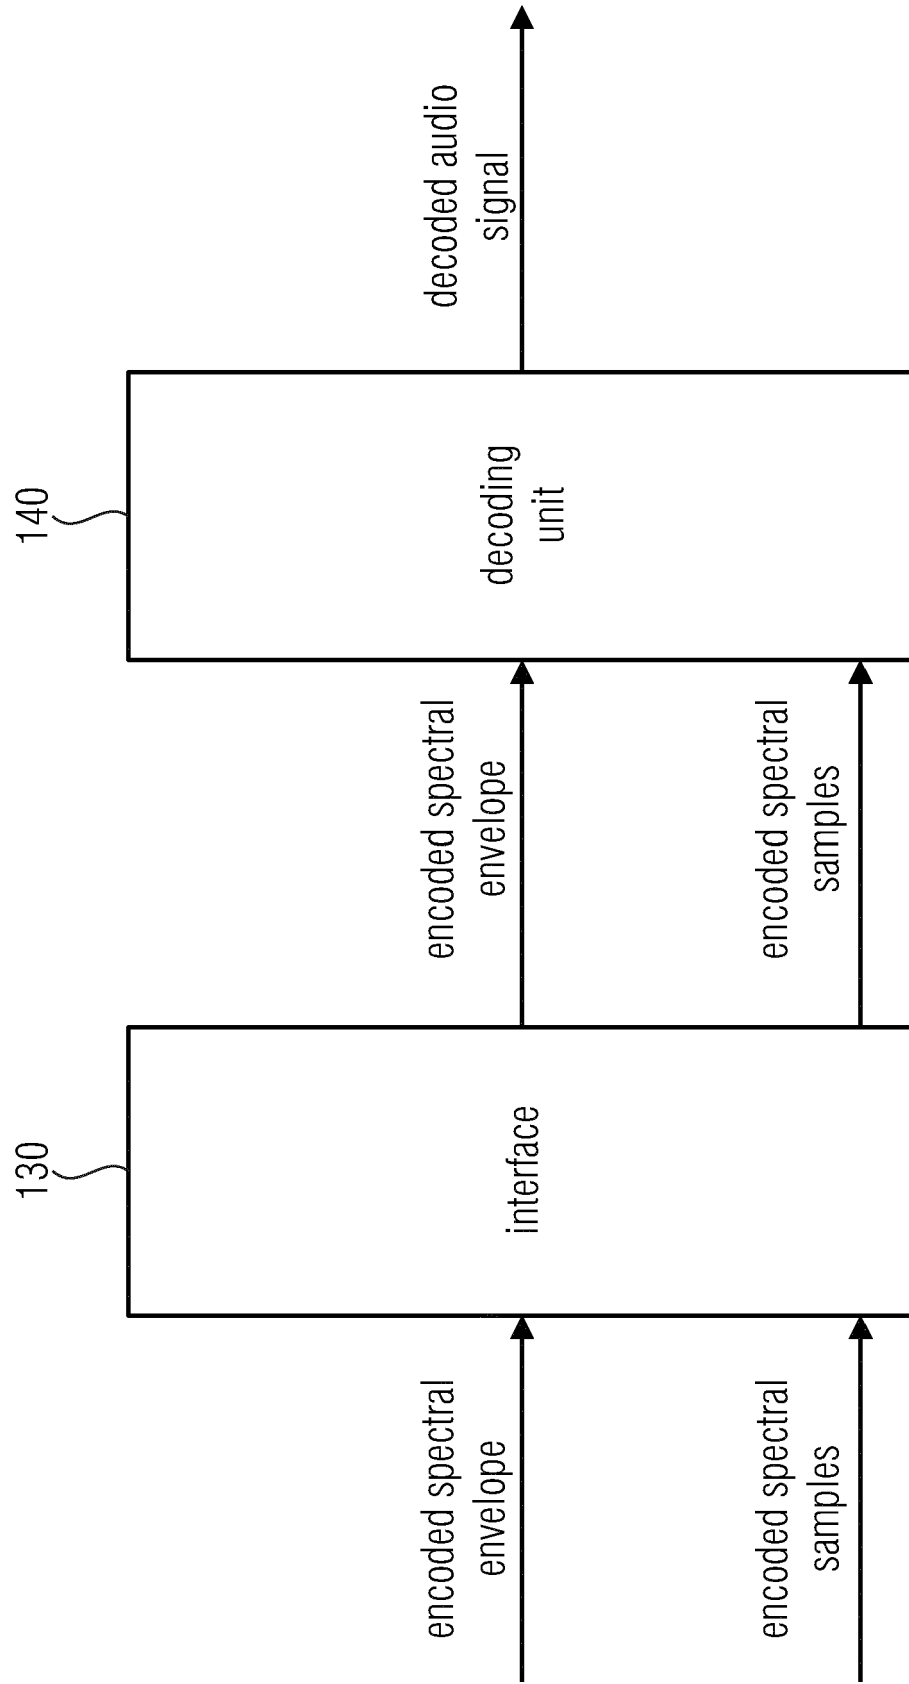 130
140
encoded spectral
envelope
encoded spectral
samples
interface
encoded spectral
envelope
encoded spectral
samples
decoding
unit
decoded audio
signal